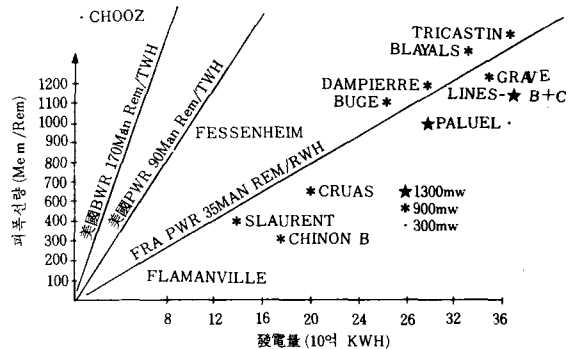 · CHOOZ
TRICASTIN *
BLAYALS *
* GRAVE
DAMPIERRE *
LINES-★ B+C
BUGE *
★ PALUEL ·
FESSENHEIM
* CRUAS
★ 1300mw
* 900mw
· 300mw
* SLAURENT
* CHINON B
FLAMANVILLE
美國BWR 170Man Rem/TWH
美國PWR 90Man Rem/TWH
FRA PWR 35MAN REM/RWH
피폭선량 (Mem/Rem)
1200
1100
1000
900
700
600
400
300
200
100
8 12 16 20 24 28 26 32 36
發電量 (10억 KWH)